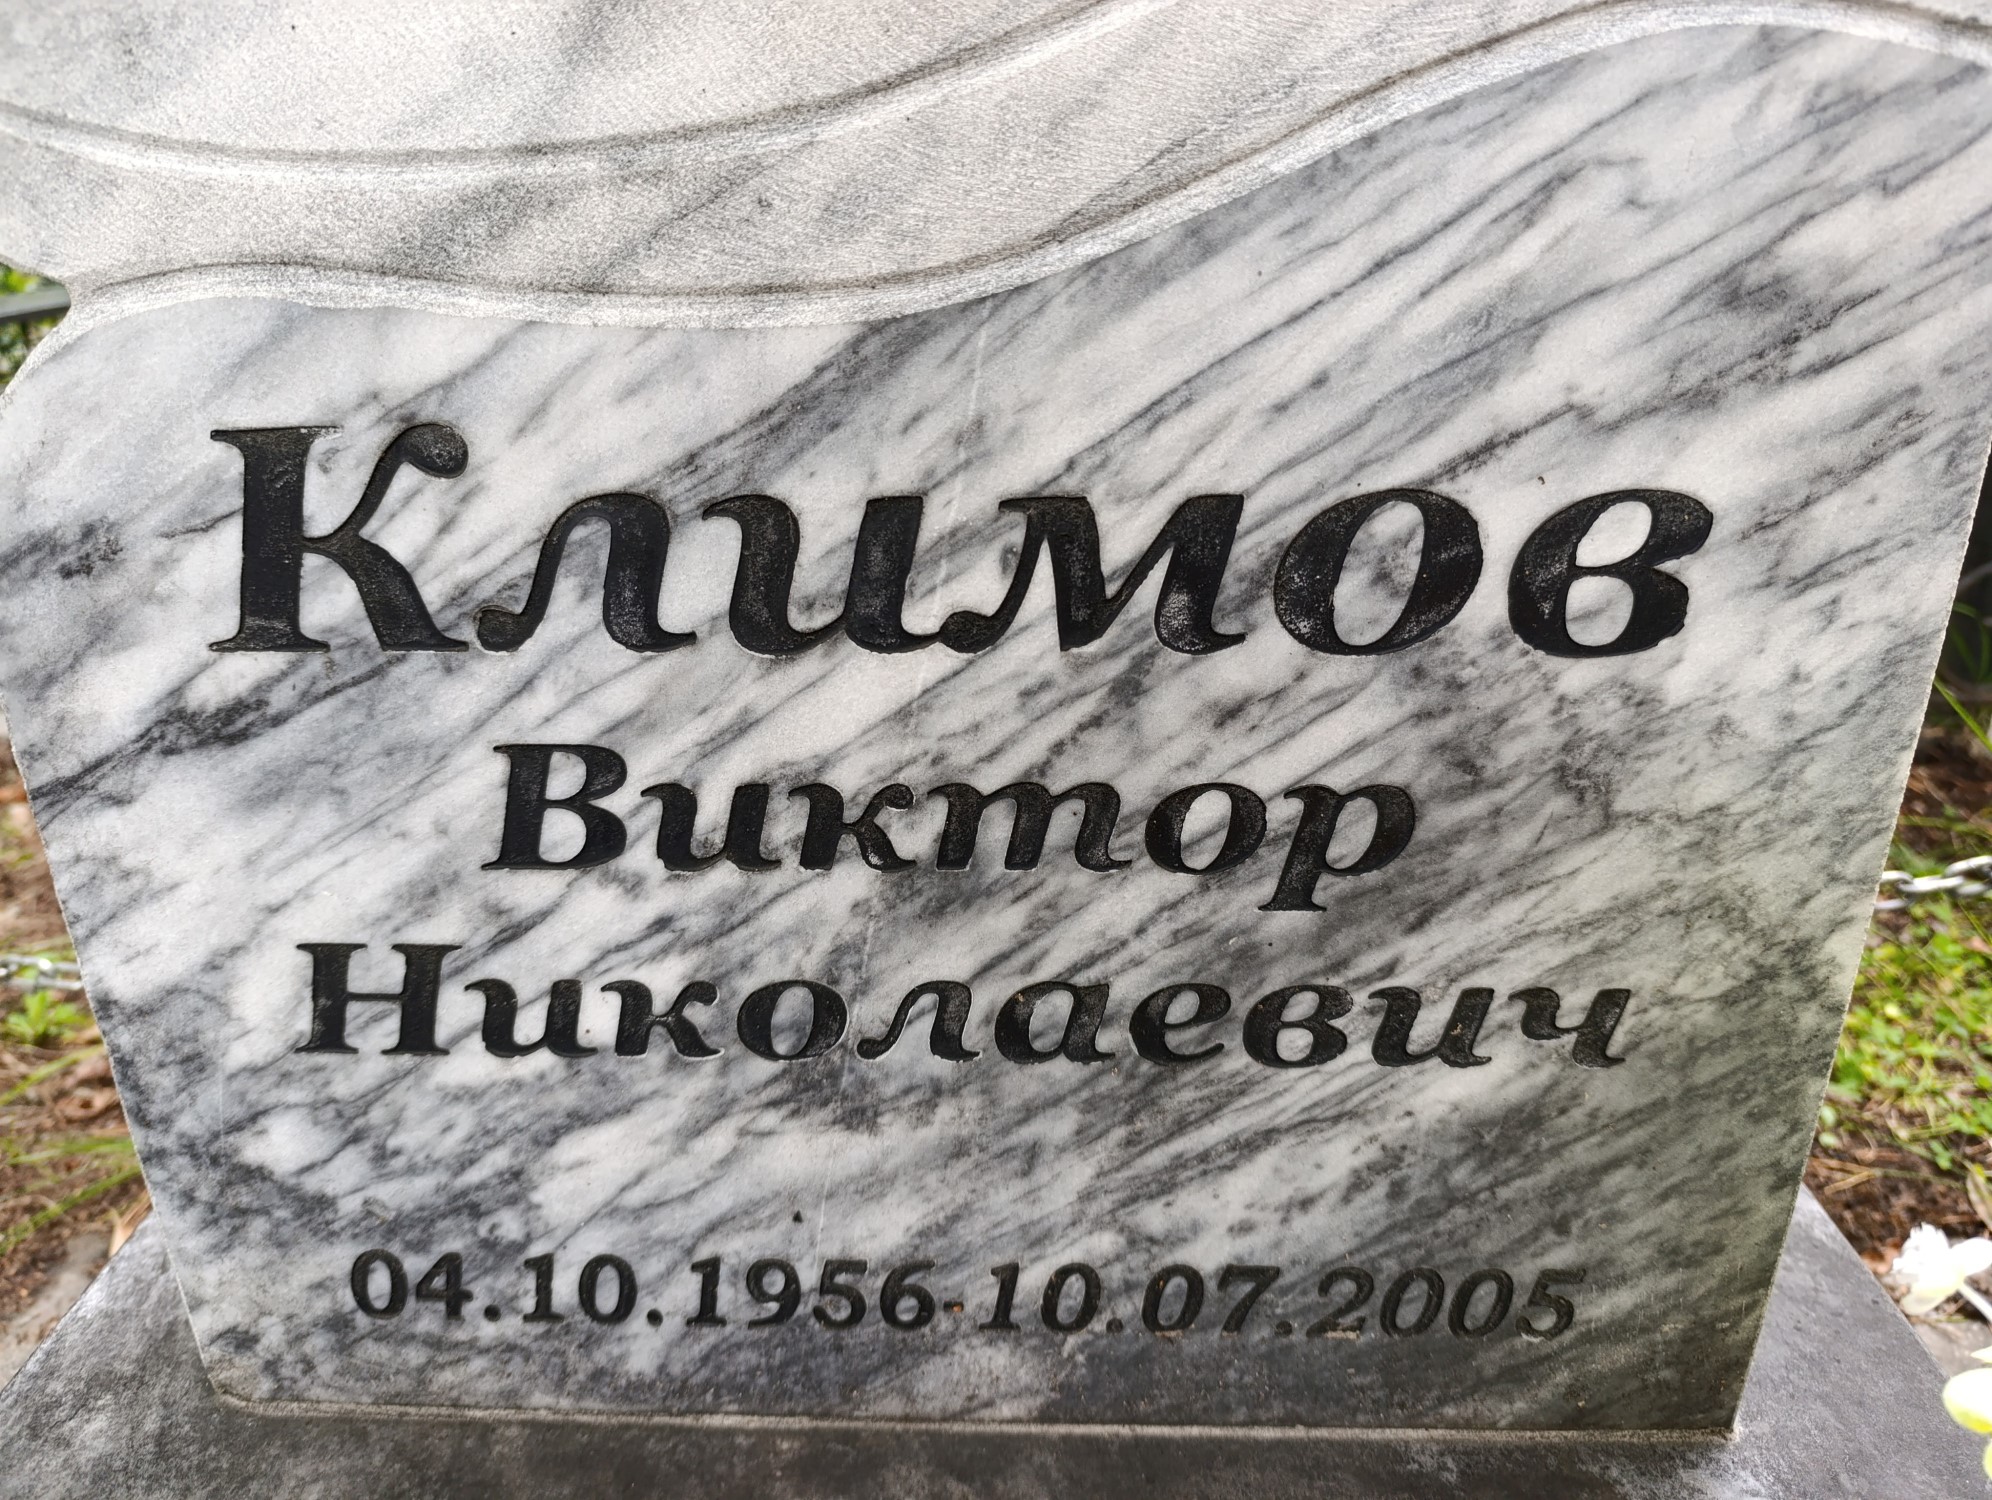 Климов
Виктор
Николаевич
04.10.1956-10.07.2005